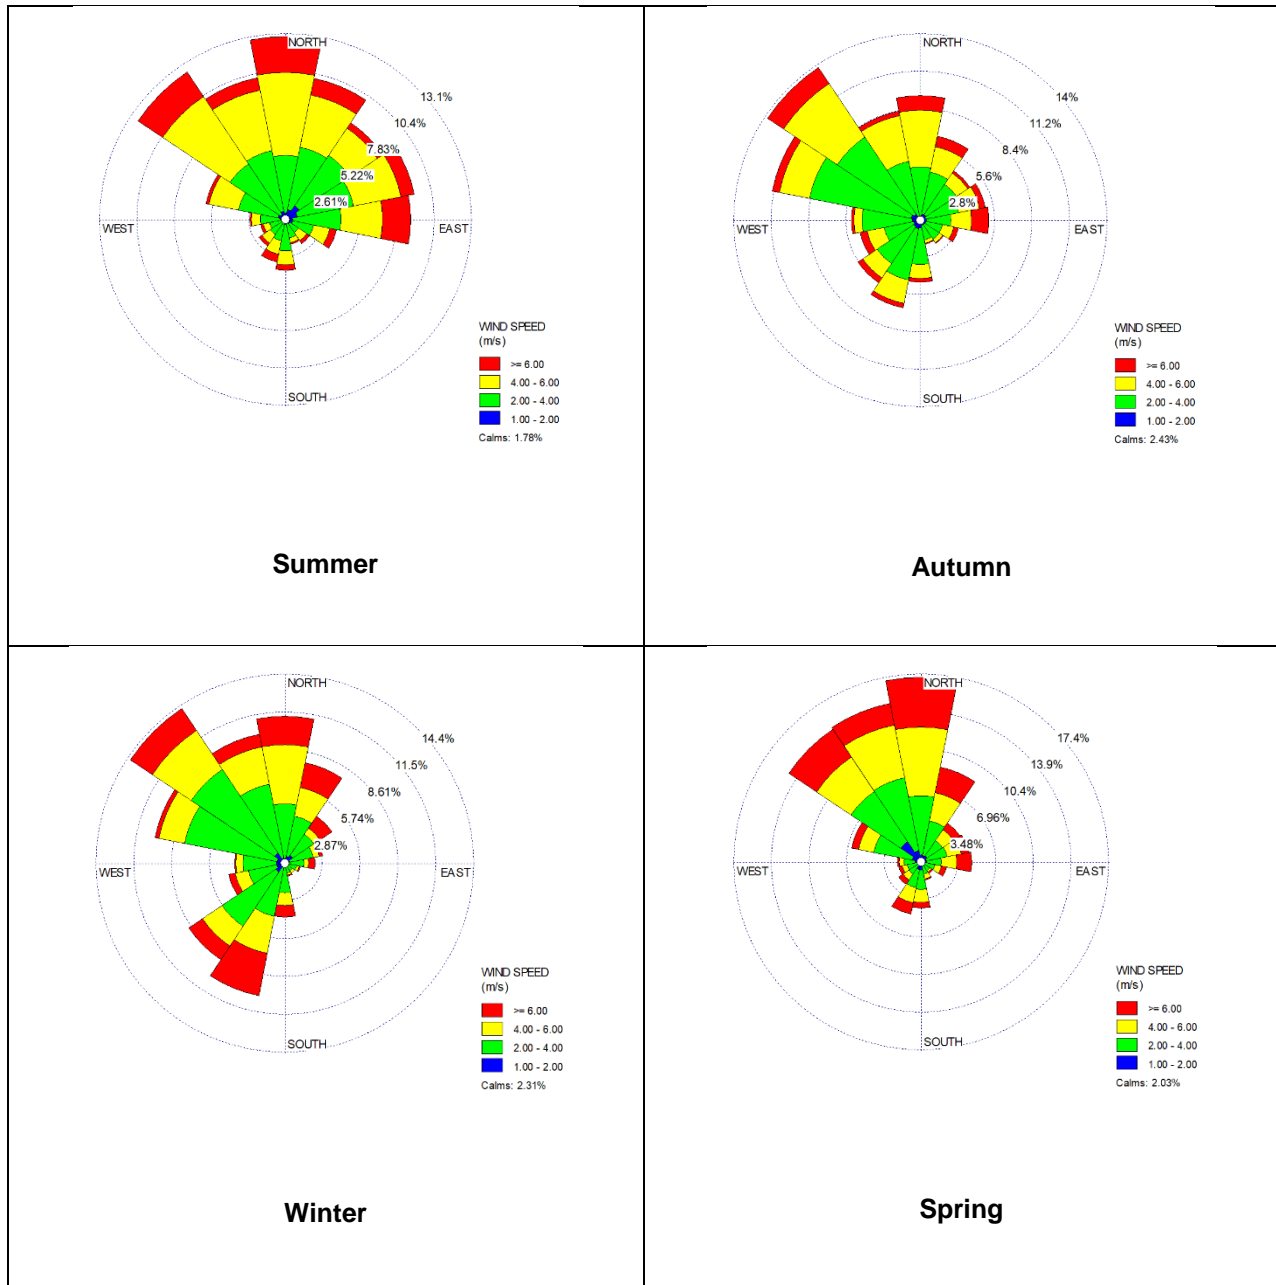 NORTH
13.1%
10.4%
7.83%
5.22%
2.61%
WEST
EAST
SOUTH
WIND SPEED
(m/s)
>= 6.00
4.00 - 6.00
2.00 - 4.00
1.00 - 2.00
Calms: 1.78%
Summer
NORTH
14%
11.2%
8.4%
5.6%
2.8%
WEST
EAST
SOUTH
WIND SPEED
(m/s)
>= 6.00
4.00 - 6.00
2.00 - 4.00
1.00 - 2.00
Calms: 2.43%
Autumn
NORTH
14.4%
11.5%
8.61%
5.74%
2.87%
WEST
EAST
SOUTH
WIND SPEED
(m/s)
>= 6.00
4.00 - 6.00
2.00 - 4.00
1.00 - 2.00
Calms: 2.31%
Winter
NORTH
17.4%
13.9%
10.4%
6.96%
3.48%
WEST
EAST
SOUTH
WIND SPEED
(m/s)
>= 6.00
4.00 - 6.00
2.00 - 4.00
1.00 - 2.00
Calms: 2.03%
Spring